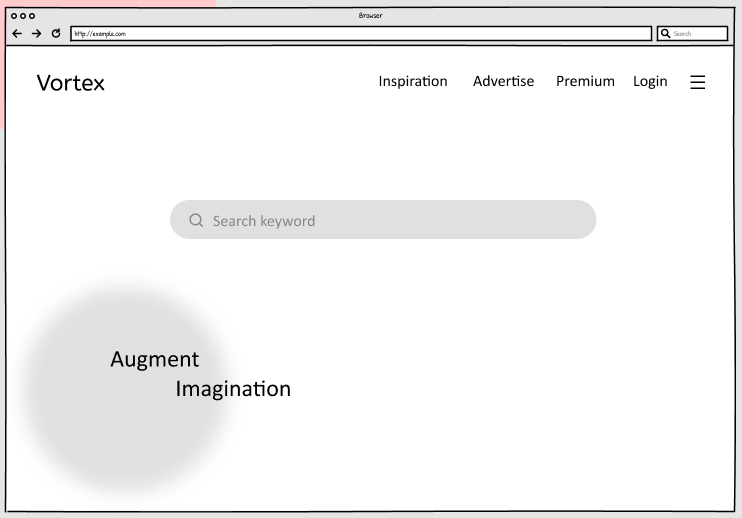 Browser
http://example.com
Search
Vortex
Inspiration
Advertise
Premium
Login
Search keyword
Augment
Imagination